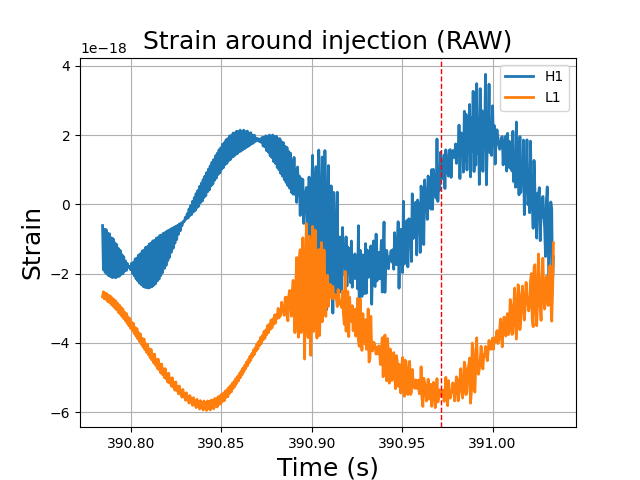 Strain around injection (RAW)
1e−18
H1
L1
4
2
0
−2
−4
−6
Strain
390.80 390.85 390.90 390.95 391.00
Time (s)